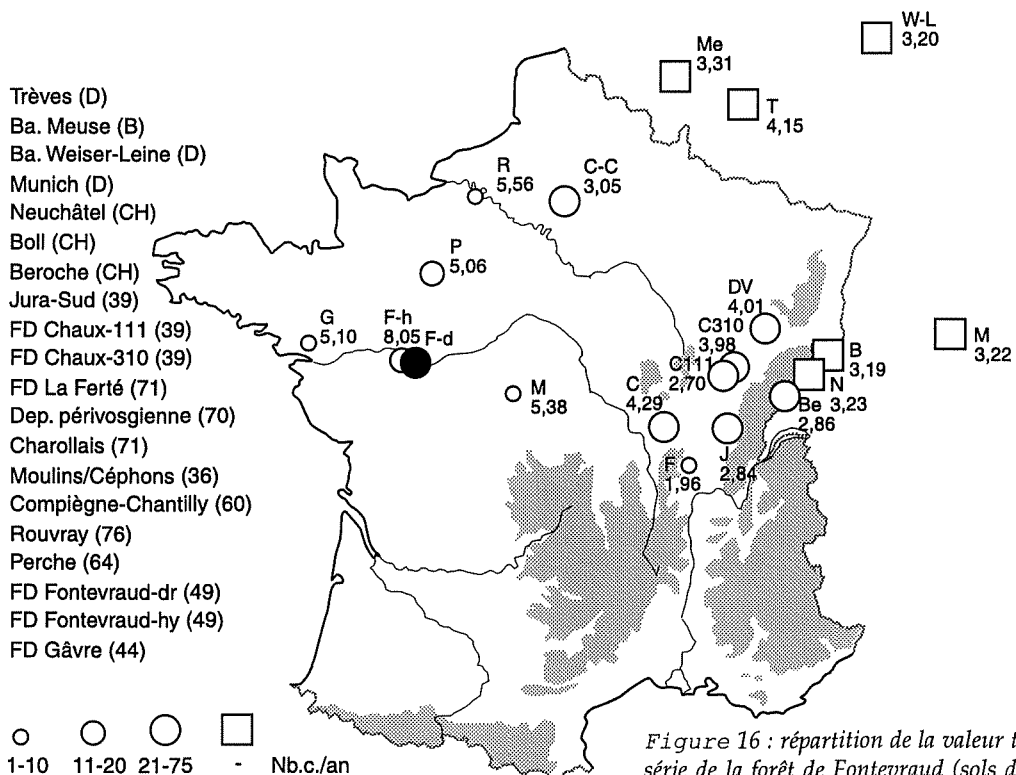 Trèves (D)
Ba. Meuse (B)
Ba. Weiser-Leine (D)
Munich (D)
Neuchâtel (CH)
Boll (CH)
Beroche (CH)
Jura-Sud (39)
FD Chaux-111 (39)
FD Chaux-310 (39)
FD La Ferté (71)
Dep. périvosgienne (70)
Charollais (71)
Moulins/Céphons (36)
Compiègne-Chantilly (60)
Rouvray (76)
Perche (64)
FD Fontevraud-dr (49)
FD Fontevraud-hy (49)
FD Gâvre (44)
W-L
3,20
Me
3,31
T
4,15
R
5,56
C-C
3,05
P
5,06
G
5,10
F-h
8,05
F-d
M
5,38
DV
4,01
C310
3,98
C111
2,70
C
4,29
F
1,96
J
2,84
B
3,19
N
3,23
Be
2,86
M
3,22
1-10 11-20 21-75 - Nb.c./an
Figure 16 : répartition de la valeur t
série de la forêt de Fontevraud (sols d